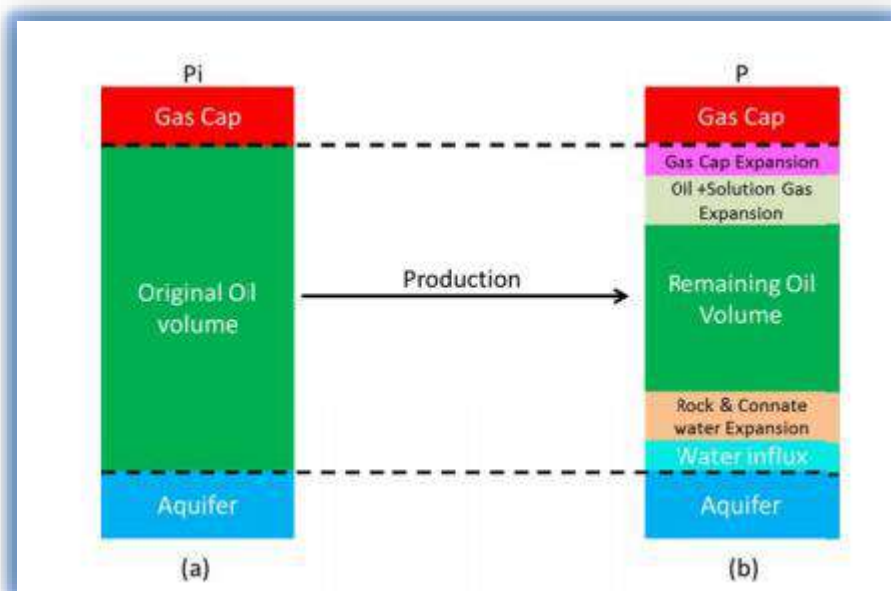 Pi
P
Gas Cap
Gas Cap
Gas Cap Expansion
Oil +Solution Gas
Expansion
Original Oil
volume
Production
Remaining Oil
Volume
Rock & Connate
water Expansion
Water influx
Aquifer
Aquifer
(a)
(b)